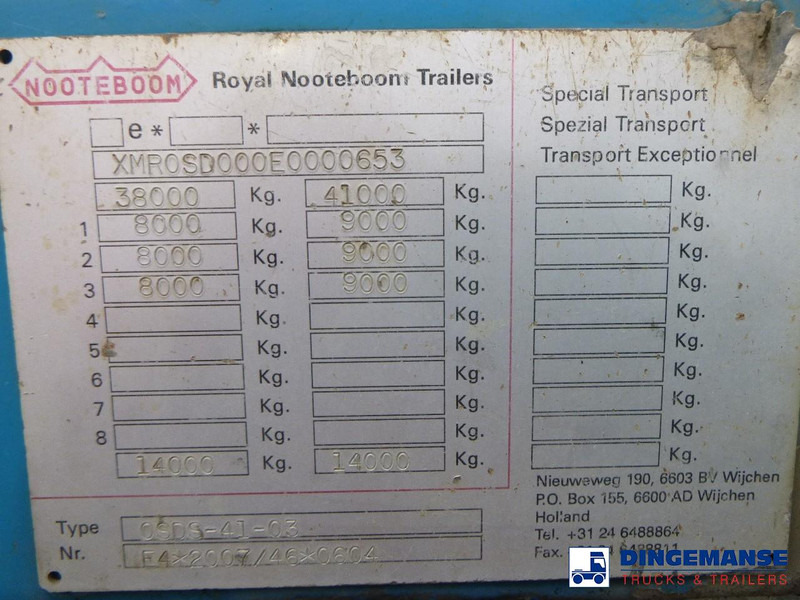 NOOTEBOOM Royal Nooteboom Trailers
e* *
XMR0SD000E0000653
38000 Kg. 41000 Kg.
1 8000 Kg. 9000 Kg.
2 8000 Kg. 9000 Kg.
3 8000 Kg. 9000 Kg.
4 Kg. Kg.
5 Kg. Kg.
6 Kg. Kg.
7 Kg. Kg.
8 Kg. Kg.
14000 Kg. 14000 Kg.
Type OSDS-41-03
Nr. E4*2007/46*0604
Special Transport
Spezial Transport
Transport Exceptionnel
Kg.
Kg.
Kg.
Kg.
Kg.
Kg.
Kg.
Kg.
Kg.
Kg.
Nieuweweg 190, 6603 BV Wijchen
P.O. Box 155, 6600 AD Wijchen
Holland
Tel. +31 24 6488864
Fax.
DINGEMANSE
TRUCKS & TRAILERS